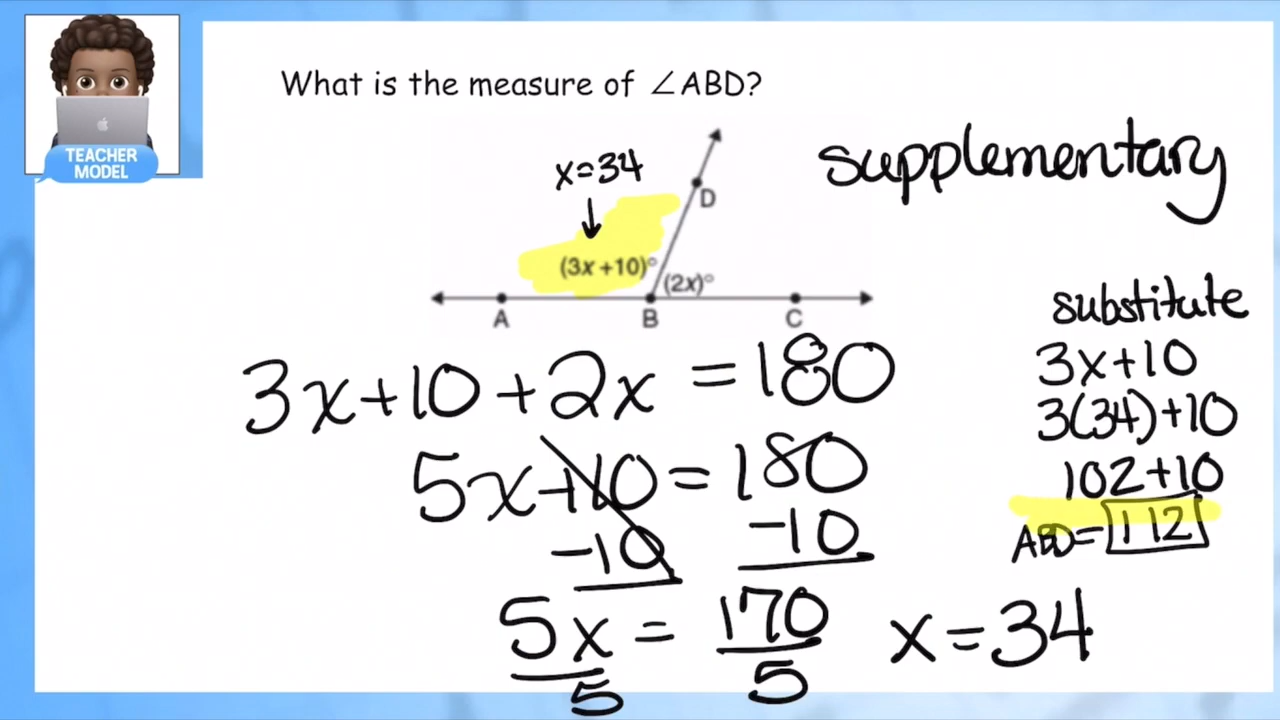 What is the measure of ∠ABD?
TEACHER
MODEL
supplementary
x=34
D
(3x+10)°
(2x)°
A B C
substitute
3x+10+2x = 180
3x+10
3(34)+10
5x+10=180
102+10
-10 -10
ABD=112
5x = 170
5 5
x=34